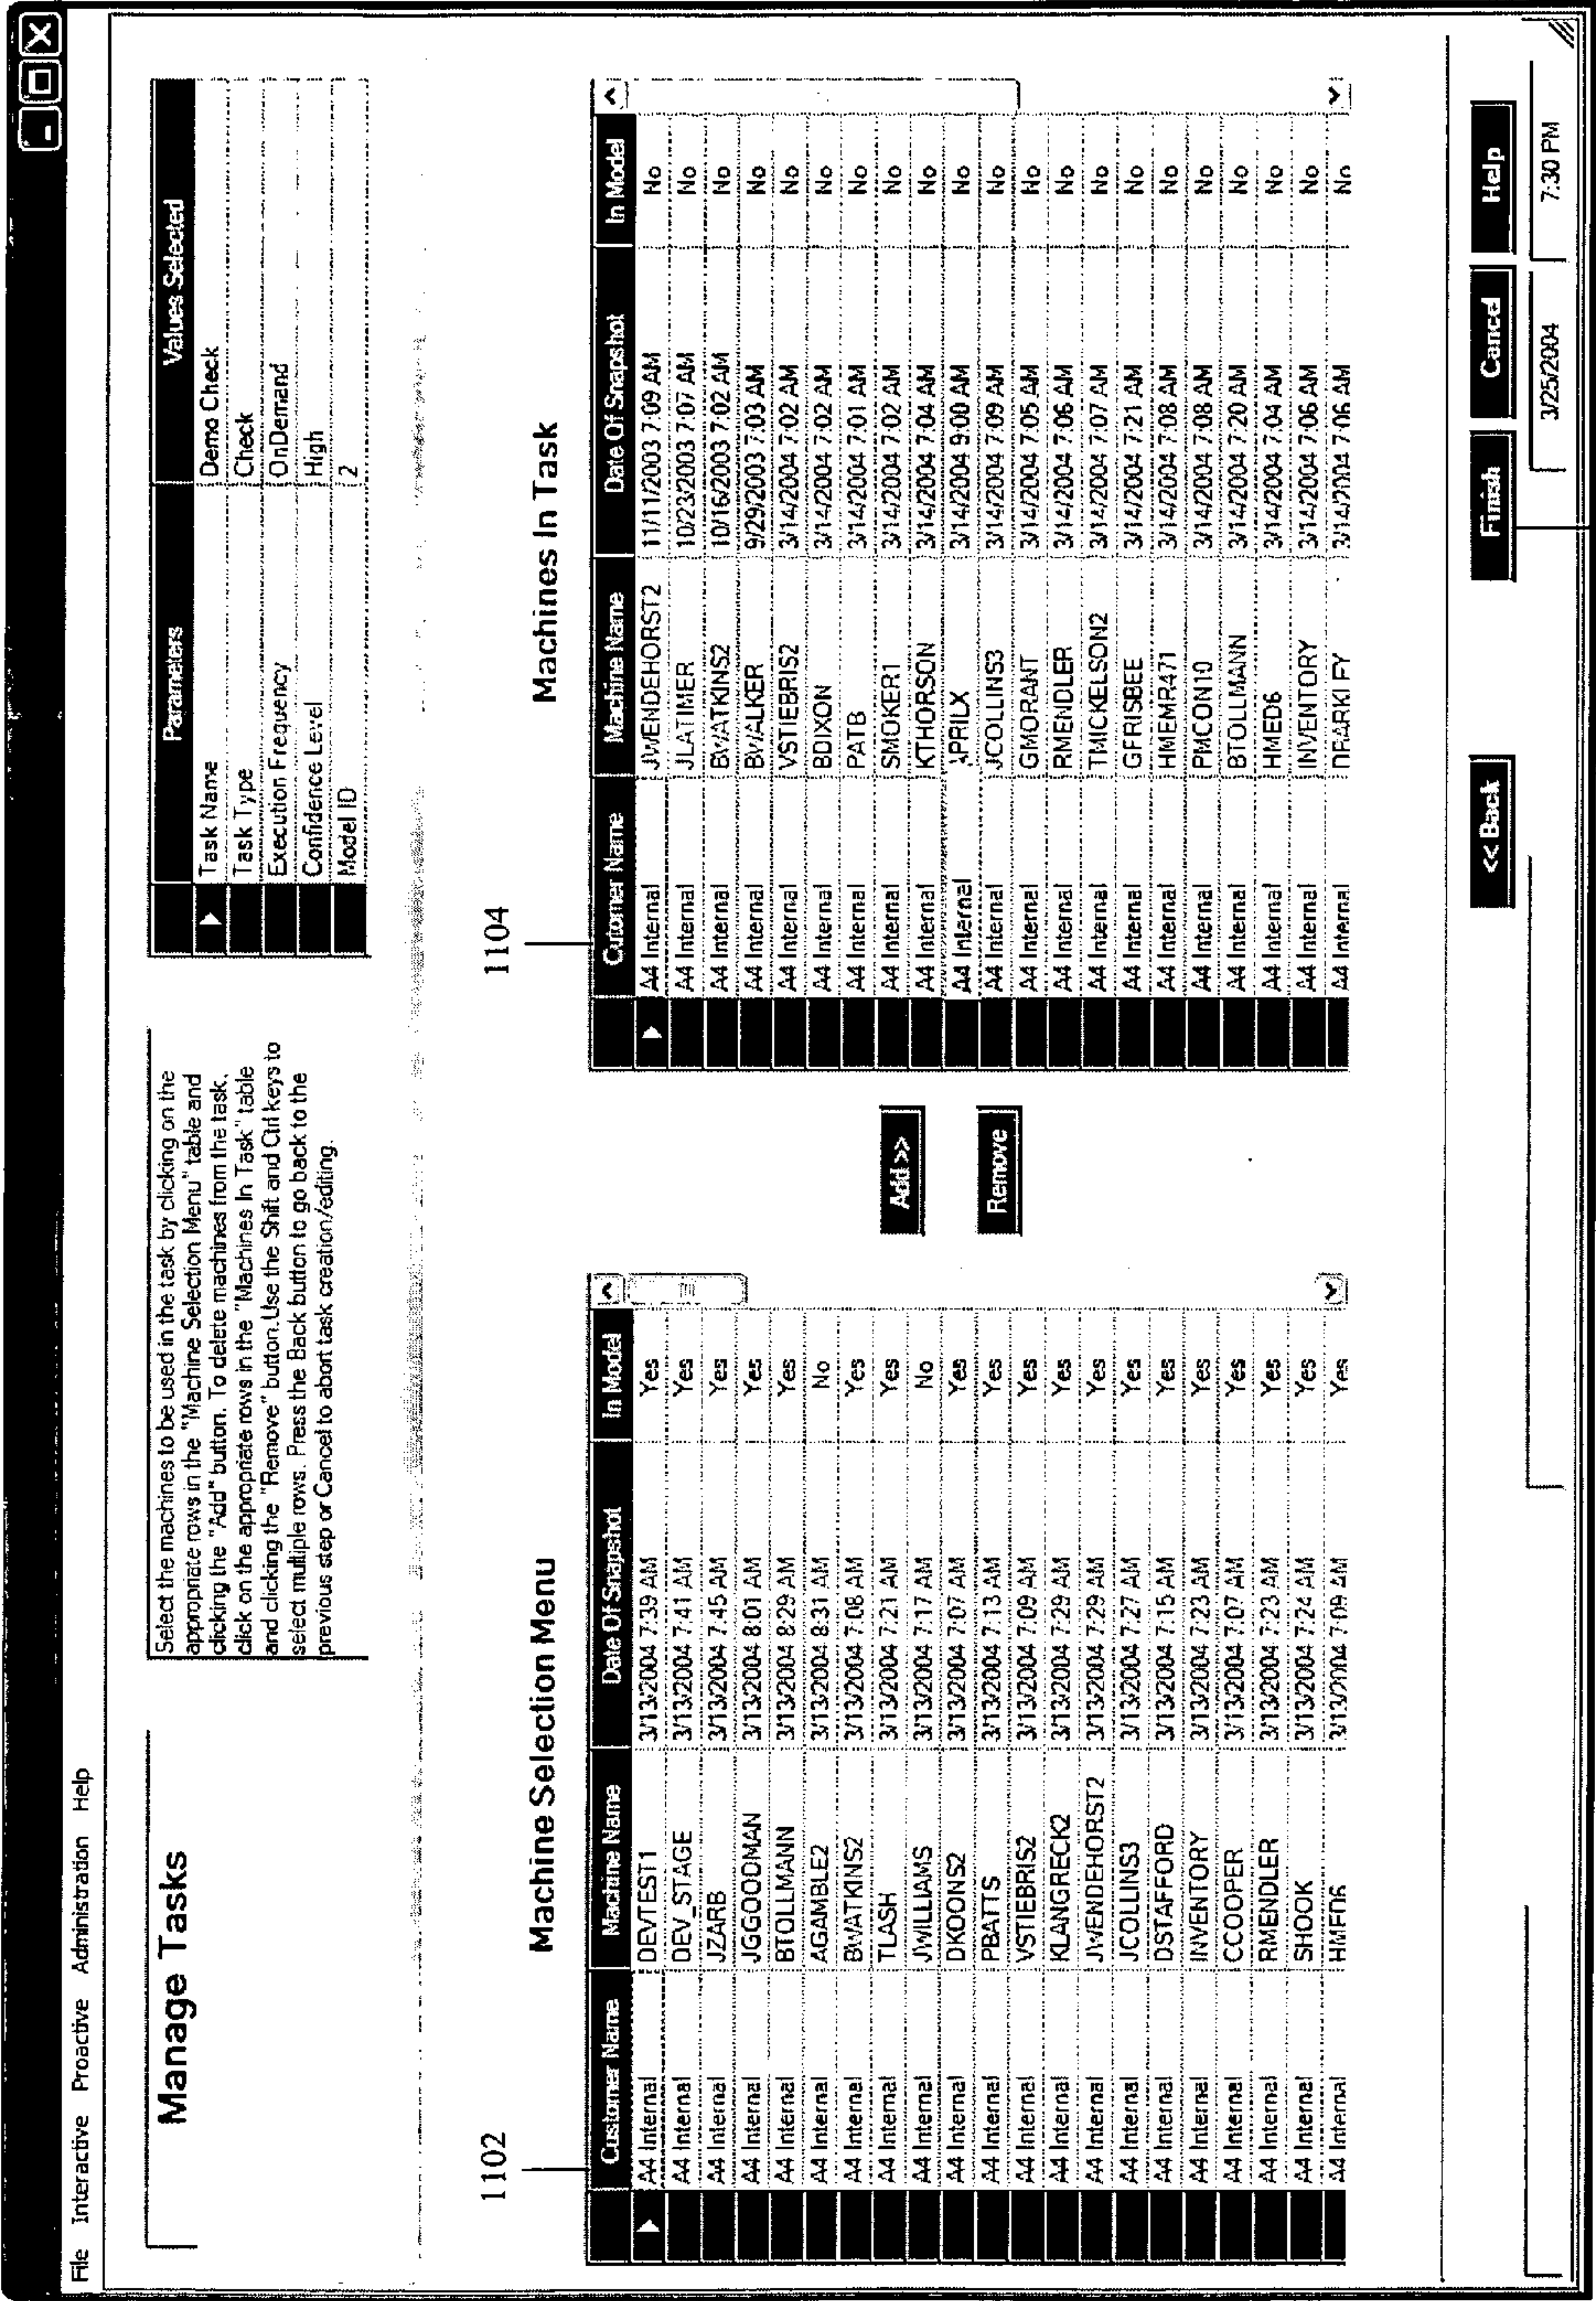 File Interactive Proactive Administration Help
Manage Tasks
Select the machines to be used in the task by clicking on the
appropriate rows in the "Machine Selection Menu" table and
clicking the "Add" button. To delete machines from the task,
click on the appropriate rows in the "Machines In Task" table
and clicking the "Remove" button.Use the Shift and Ctrl keys to
select multiple rows. Press the Back button to go back to the
previous step or Cancel to abort task creation/editing.
Parameters Values Selected
Task Name Demo Check
Task Type Check
Execution Frequency OnDemand
Confidence Level High
Model ID 2
1102
Machine Selection Menu
Customer Name Machine Name Date Of Snapshot In Model
A4 Internal DEVTEST1 3/13/2004 7:39 AM Yes
A4 Internal DEV_STAGE 3/13/2004 7:41 AM Yes
A4 Internal JZARB 3/13/2004 7:45 AM Yes
A4 Internal JGGOODMAN 3/13/2004 8:01 AM Yes
A4 Internal BTOLLMANN 3/13/2004 8:29 AM Yes
A4 Internal AGAMBLE2 3/13/2004 8:31 AM No
A4 Internal BWATKINS2 3/13/2004 7:08 AM Yes
A4 Internal TLASH 3/13/2004 7:21 AM Yes
A4 Internal JWILLIAMS 3/13/2004 7:17 AM No
A4 Internal DKOONS2 3/13/2004 7:07 AM Yes
A4 Internal PBATTS 3/13/2004 7:13 AM Yes
A4 Internal VSTIEBRIS2 3/13/2004 7:09 AM Yes
A4 Internal KLANGRECK2 3/13/2004 7:29 AM Yes
A4 Internal JWENDEHORST2 3/13/2004 7:29 AM Yes
A4 Internal JCOLLINS3 3/13/2004 7:27 AM Yes
A4 Internal DSTAFFORD 3/13/2004 7:15 AM Yes
A4 Internal INVENTORY 3/13/2004 7:23 AM Yes
A4 Internal CCOOPER 3/13/2004 7:07 AM Yes
A4 Internal RMENDLER 3/13/2004 7:23 AM Yes
A4 Internal SHOOK 3/13/2004 7:24 AM Yes
A4 Internal HMED6 3/13/2004 7:09 AM Yes
Add >>
Remove
1104
Machines In Task
Cutomer Name Machine Name Date Of Snapshot In Model
A4 Internal JWENDEHORST2 11/11/2003 7:09 AM No
A4 Internal JLATIMER 10/23/2003 7:07 AM No
A4 Internal BWATKINS2 10/16/2003 7:02 AM No
A4 Internal BWALKER 9/29/2003 7:03 AM No
A4 Internal VSTIEBRIS2 3/14/2004 7:02 AM No
A4 Internal BDIXON 3/14/2004 7:02 AM No
A4 Internal PATB 3/14/2004 7:01 AM No
A4 Internal SMOKER1 3/14/2004 7:02 AM No
A4 Internal KTHORSON 3/14/2004 7:04 AM No
A4 Internal APRILX 3/14/2004 9:00 AM No
A4 Internal JCOLLINS3 3/14/2004 7:09 AM No
A4 Internal GMORANT 3/14/2004 7:05 AM No
A4 Internal RMENDLER 3/14/2004 7:06 AM No
A4 Internal TMICKELSON2 3/14/2004 7:07 AM No
A4 Internal GFRISBEE 3/14/2004 7:21 AM No
A4 Internal HMEMR471 3/14/2004 7:08 AM No
A4 Internal PMCON10 3/14/2004 7:08 AM No
A4 Internal BTOLLMANN 3/14/2004 7:20 AM No
A4 Internal HMED6 3/14/2004 7:04 AM No
A4 Internal INVENTORY 3/14/2004 7:06 AM No
A4 Internal DPARKLEY 3/14/2004 7:06 AM No
<< Back Finish Cancel Help
3/25/2004 7:30 PM